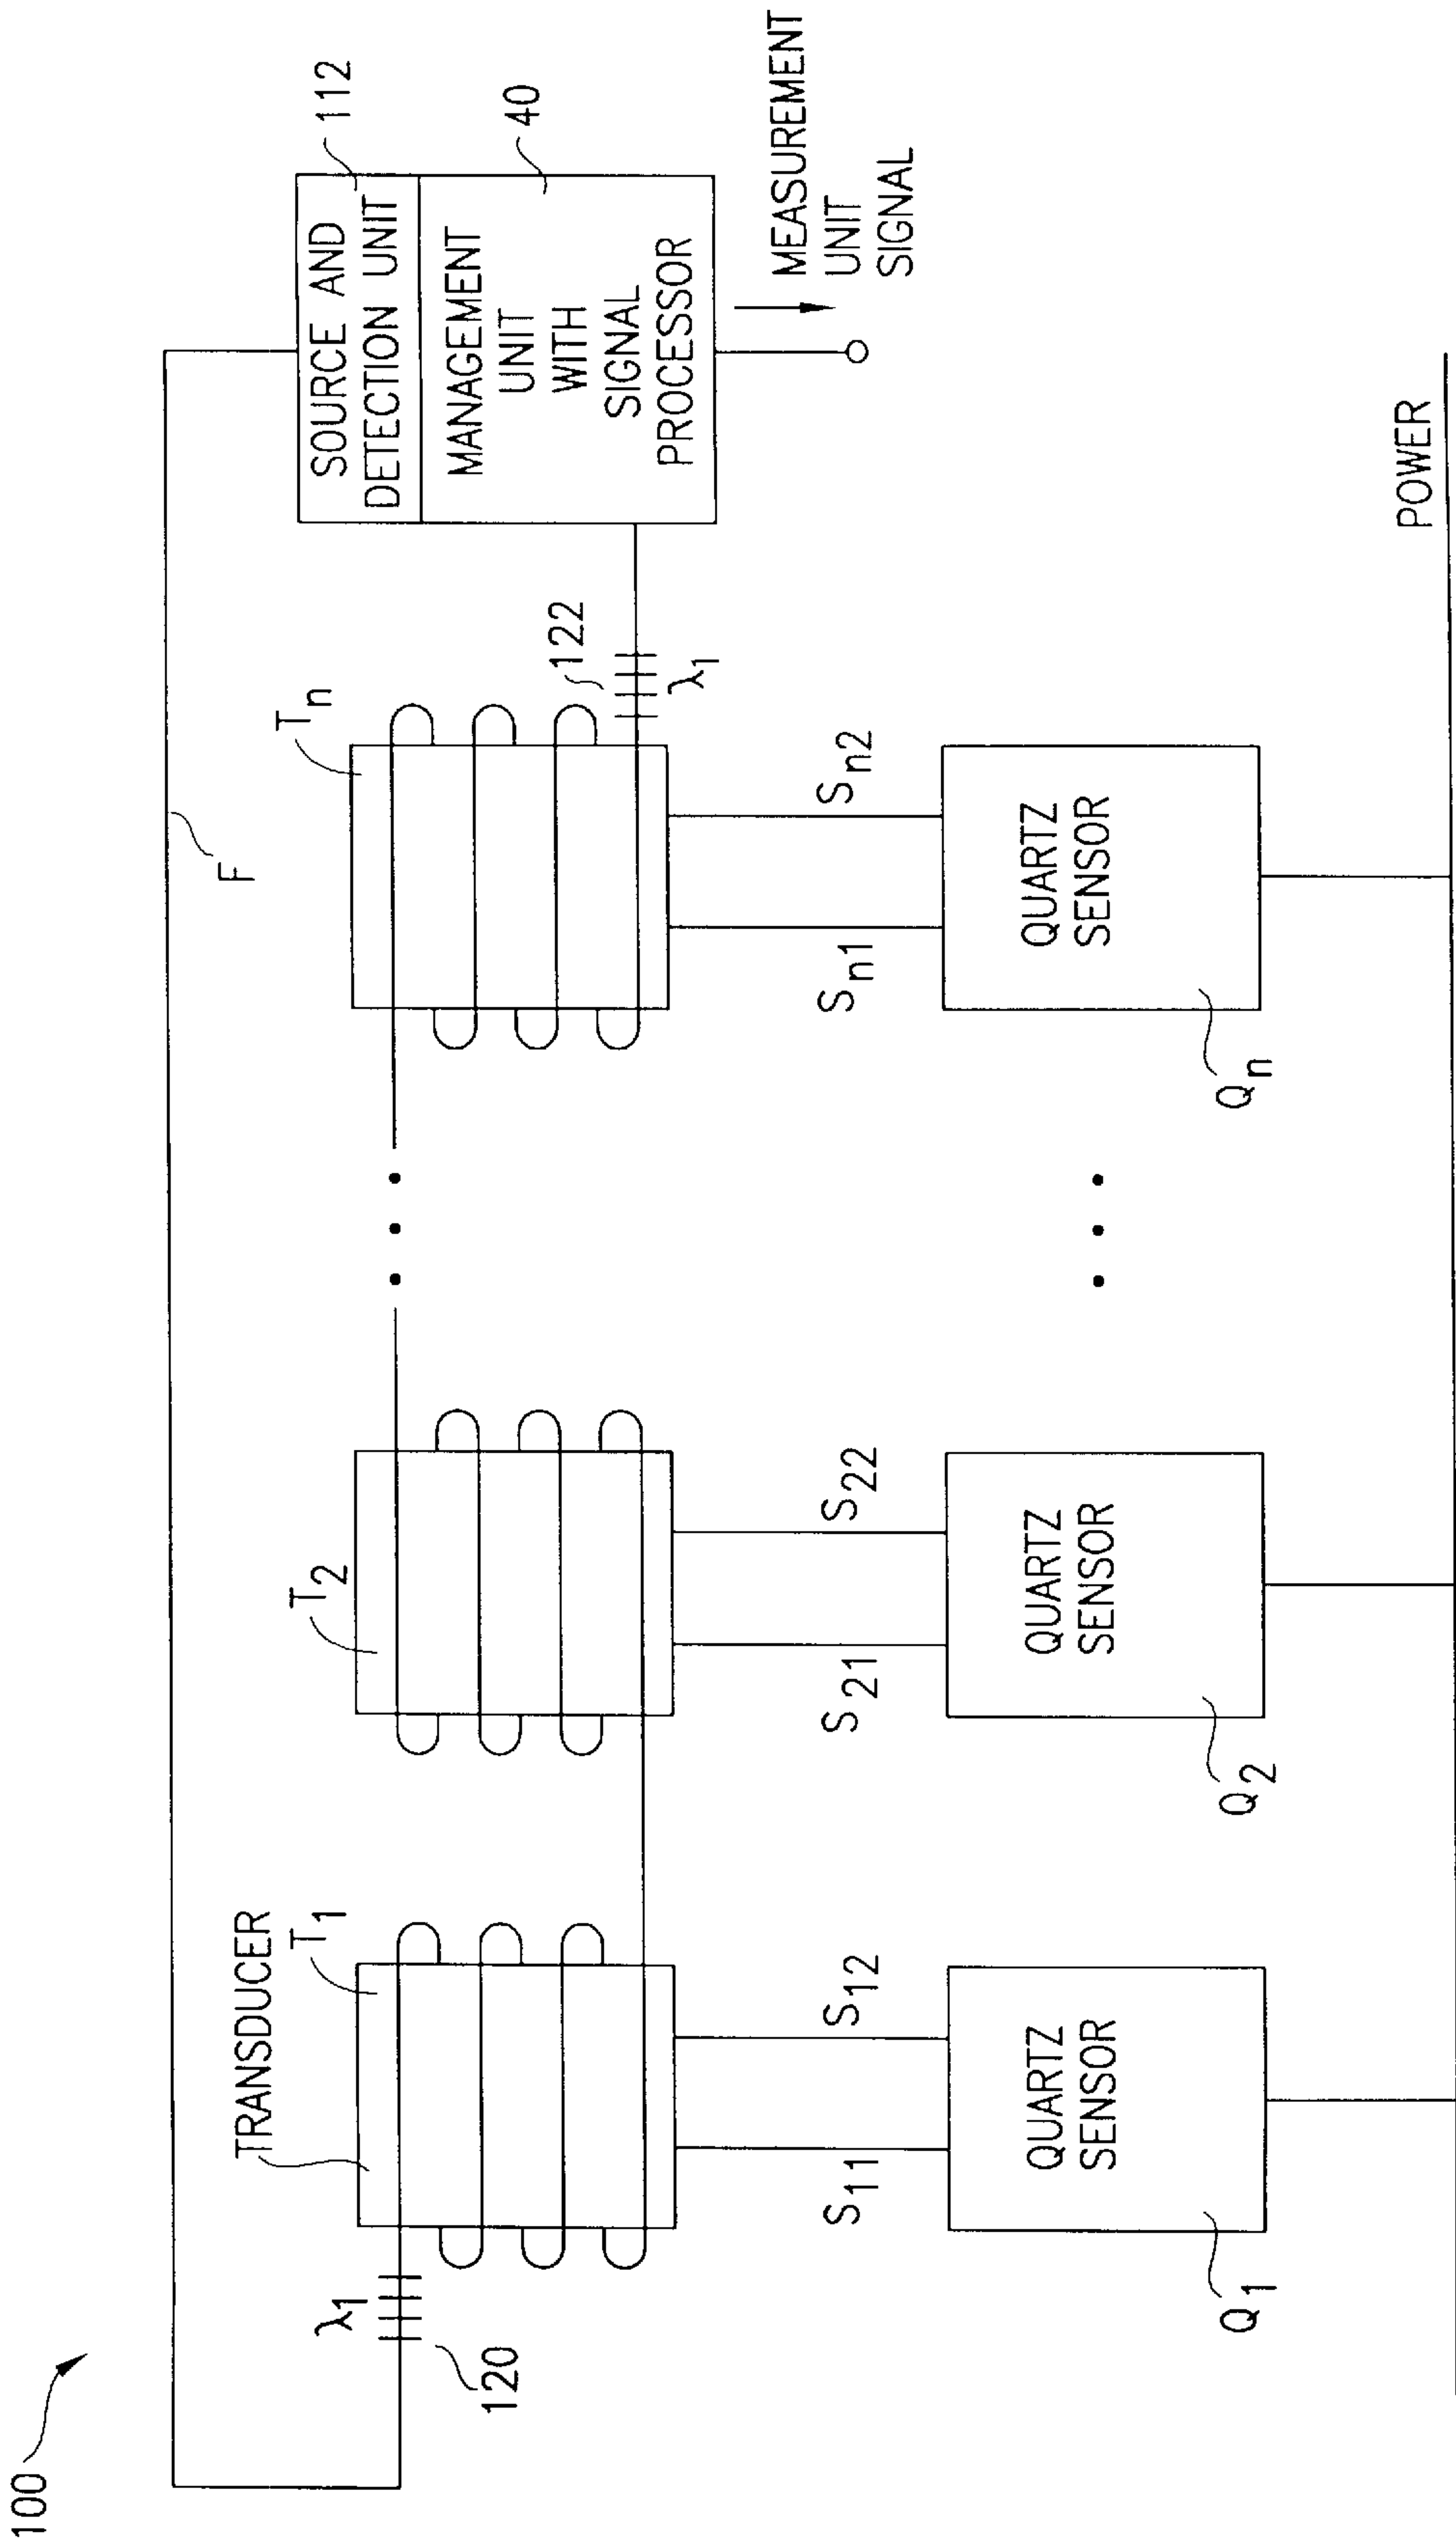 100
F
SOURCE AND
DETECTION UNIT
112
MANAGEMENT
UNIT
WITH
SIGNAL
PROCESSOR
40
MEASUREMENT
UNIT
SIGNAL
TRANSDUCER
T1
T2
Tn
λ1
120
122
λ1
S11
S12
S21
S22
Sn1
Sn2
QUARTZ
SENSOR
Q1
QUARTZ
SENSOR
Q2
QUARTZ
SENSOR
Qn
POWER